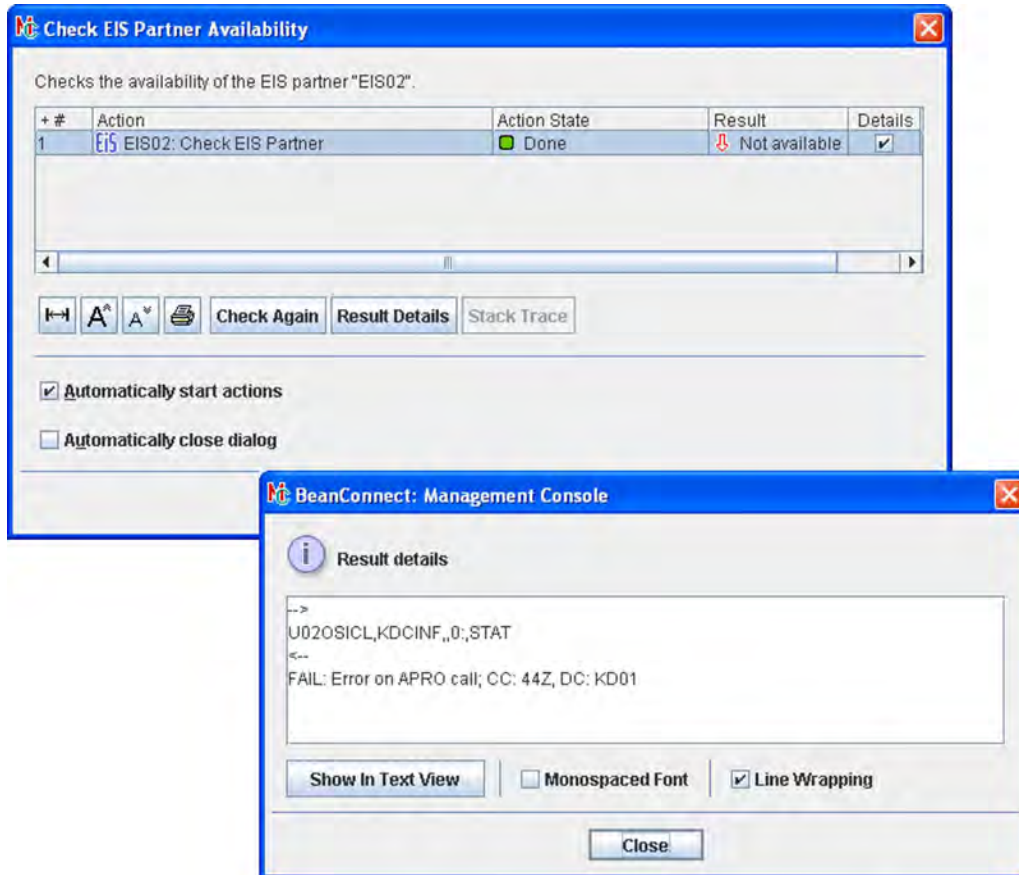 Check EIS Partner Availability
Checks the availability of the EIS partner "EIS02".
+ # Action Action State Result Details
1 EiS EIS02: Check EIS Partner Done Not available
A A Check Again Result Details Stack Trace
Automatically start actions
Automatically close dialog
BeanConnect: Management Console
i Result details
-->
U02OSICL,KDCINF,,0:,STAT
<--
FAIL: Error on APRO call; CC: 44Z, DC: KD01
Show In Text View Monospaced Font Line Wrapping
Close